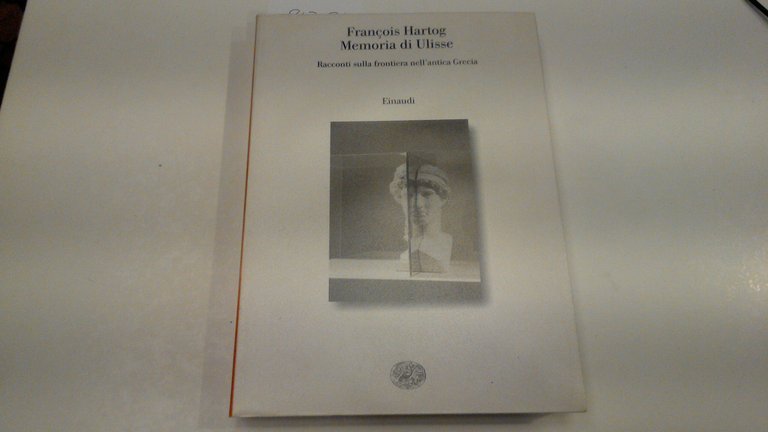 François Hartog
Memoria di Ulisse
Racconti sulla frontiera nell'antica Grecia
Einaudi